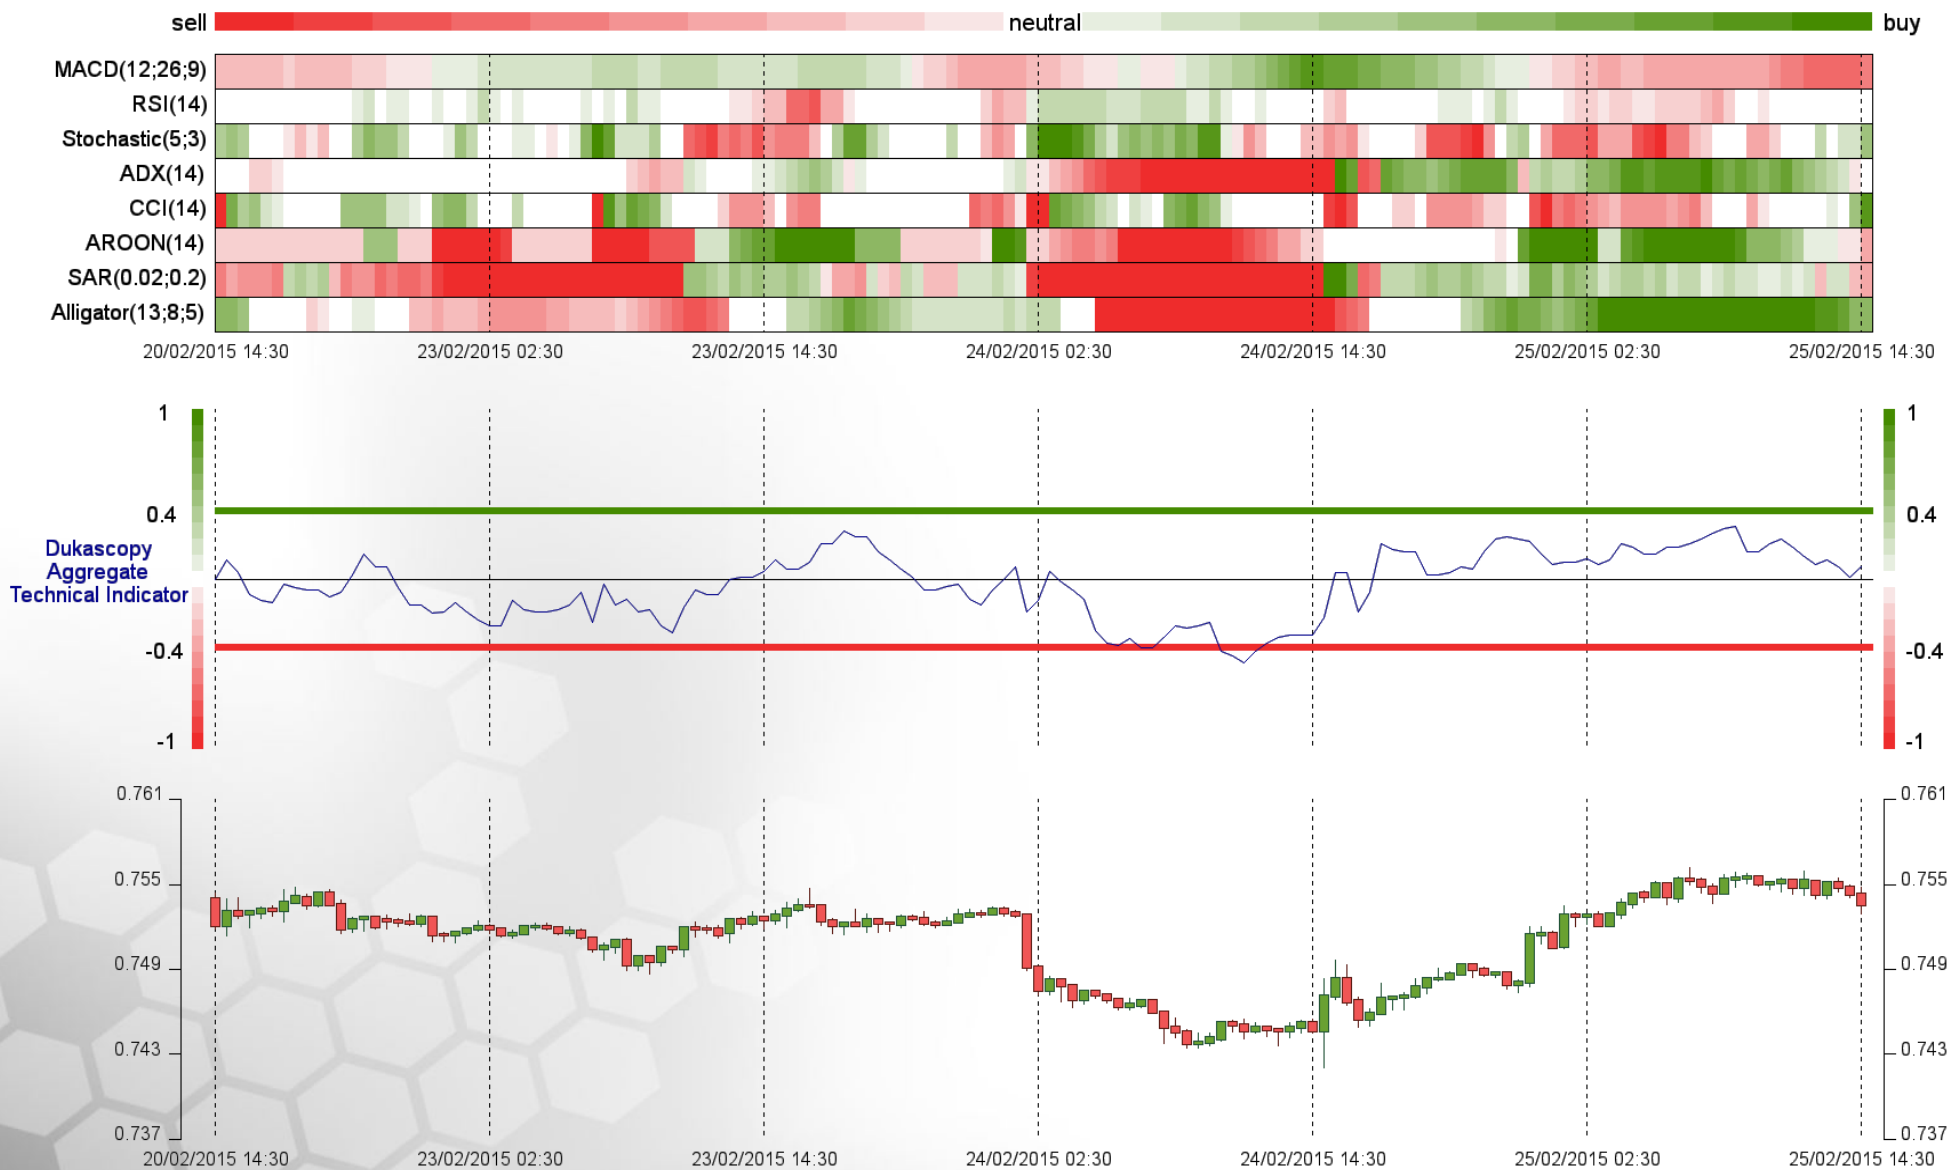 sell neutral buy
MACD(12;26;9)
RSI(14)
Stochastic(5;3)
ADX(14)
CCI(14)
AROON(14)
SAR(0.02;0.2)
Alligator(13;8;5)
20/02/2015 14:30 23/02/2015 02:30 23/02/2015 14:30 24/02/2015 02:30 24/02/2015 14:30 25/02/2015 02:30 25/02/2015 14:30
1 1
0.4 0.4
Dukascopy
Aggregate
Technical Indicator
-0.4 -0.4
-1 -1
0.761 0.761
0.755 0.755
0.749 0.749
0.743 0.743
0.737 0.737
20/02/2015 14:30 23/02/2015 02:30 23/02/2015 14:30 24/02/2015 02:30 24/02/2015 14:30 25/02/2015 02:30 25/02/2015 14:30